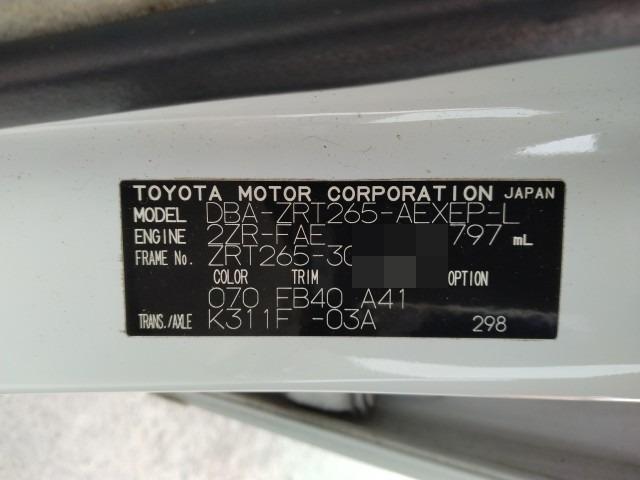 TOYOTA MOTOR CORPORATION JAPAN
MODEL DBA-ZRT265-AEXEP-L
ENGINE 2ZR-FAE 797 mL
FRAME No. ZRT265-30
COLOR TRIM OPTION
070 FB40 A41
TRANS./AXLE K311F -03A 298